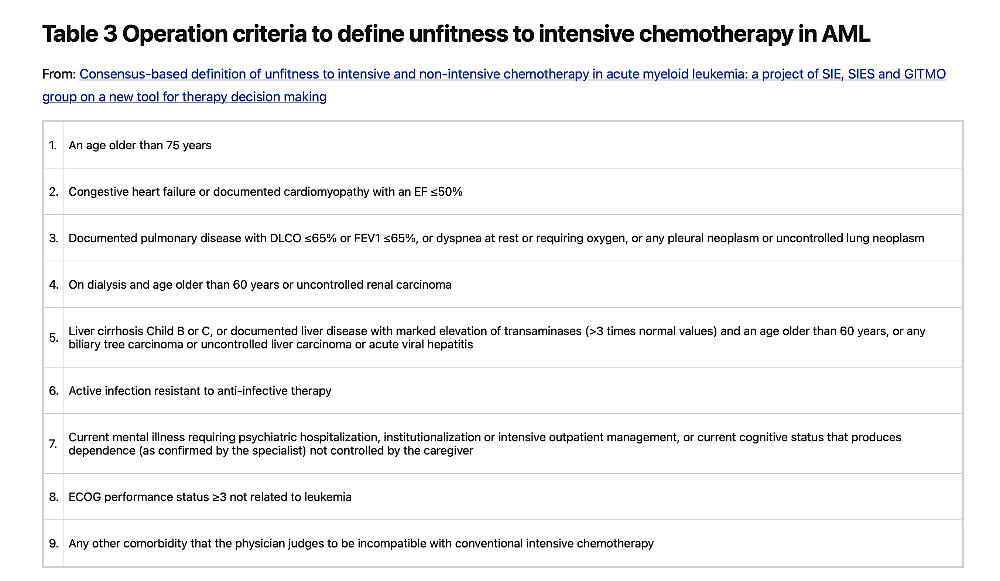 Table 3 Operation criteria to define unfitness to intensive chemotherapy in AML
From: Consensus-based definition of unfitness to intensive and non-intensive chemotherapy in acute myeloid leukemia: a project of SIE, SIES and GITMO
group on a new tool for therapy decision making
1. An age older than 75 years
2. Congestive heart failure or documented cardiomyopathy with an EF ≤50%
3. Documented pulmonary disease with DLCO ≤65% or FEV1 ≤65%, or dyspnea at rest or requiring oxygen, or any pleural neoplasm or uncontrolled lung neoplasm
4. On dialysis and age older than 60 years or uncontrolled renal carcinoma
5. Liver cirrhosis Child B or C, or documented liver disease with marked elevation of transaminases (>3 times normal values) and an age older than 60 years, or any
biliary tree carcinoma or uncontrolled liver carcinoma or acute viral hepatitis
6. Active infection resistant to anti-infective therapy
7. Current mental illness requiring psychiatric hospitalization, institutionalization or intensive outpatient management, or current cognitive status that produces
dependence (as confirmed by the specialist) not controlled by the caregiver
8. ECOG performance status ≥3 not related to leukemia
9. Any other comorbidity that the physician judges to be incompatible with conventional intensive chemotherapy